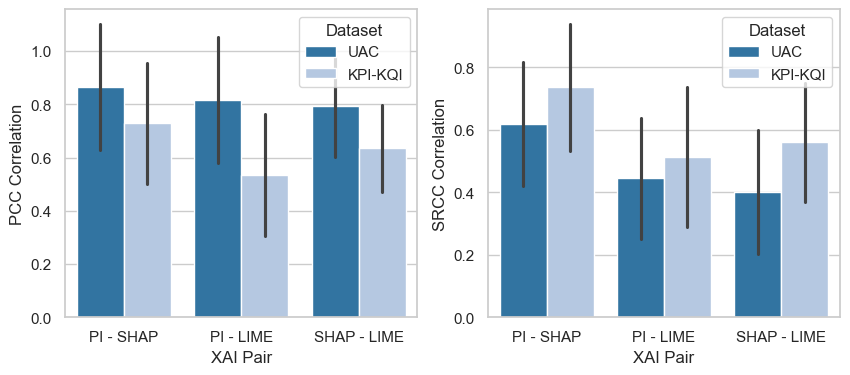 PCC Correlation
1.0
0.8
0.6
0.4
0.2
0.0
Dataset
UAC
KPI-KQI
PI - SHAP
PI - LIME
SHAP - LIME
XAI Pair
SRCC Correlation
0.8
0.6
0.4
0.2
0.0
Dataset
UAC
KPI-KQI
PI - SHAP
PI - LIME
SHAP - LIME
XAI Pair